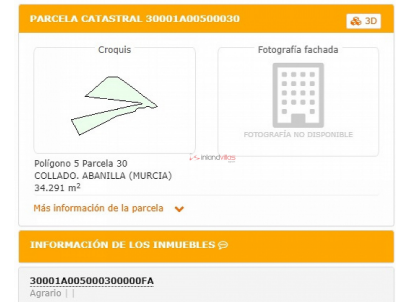 PARCELA CATASTRAL 30001A00500030
3D
Croquis
Fotografía fachada
FOTOGRAFÍA NO DISPONIBLE
inlandvillas
Polígono 5 Parcela 30
COLLADO. ABANILLA (MURCIA)
34.291 m²
Más información de la parcela
INFORMACIÓN DE LOS INMUEBLES
30001A005000300000FA
Agrario | |